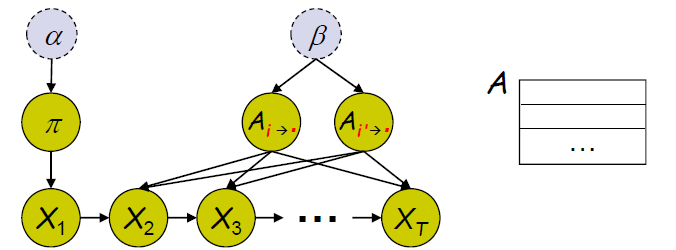 α β
A
π A_{i→.} A_{i'→.}
...
X_1 X_2 X_3 ... X_T